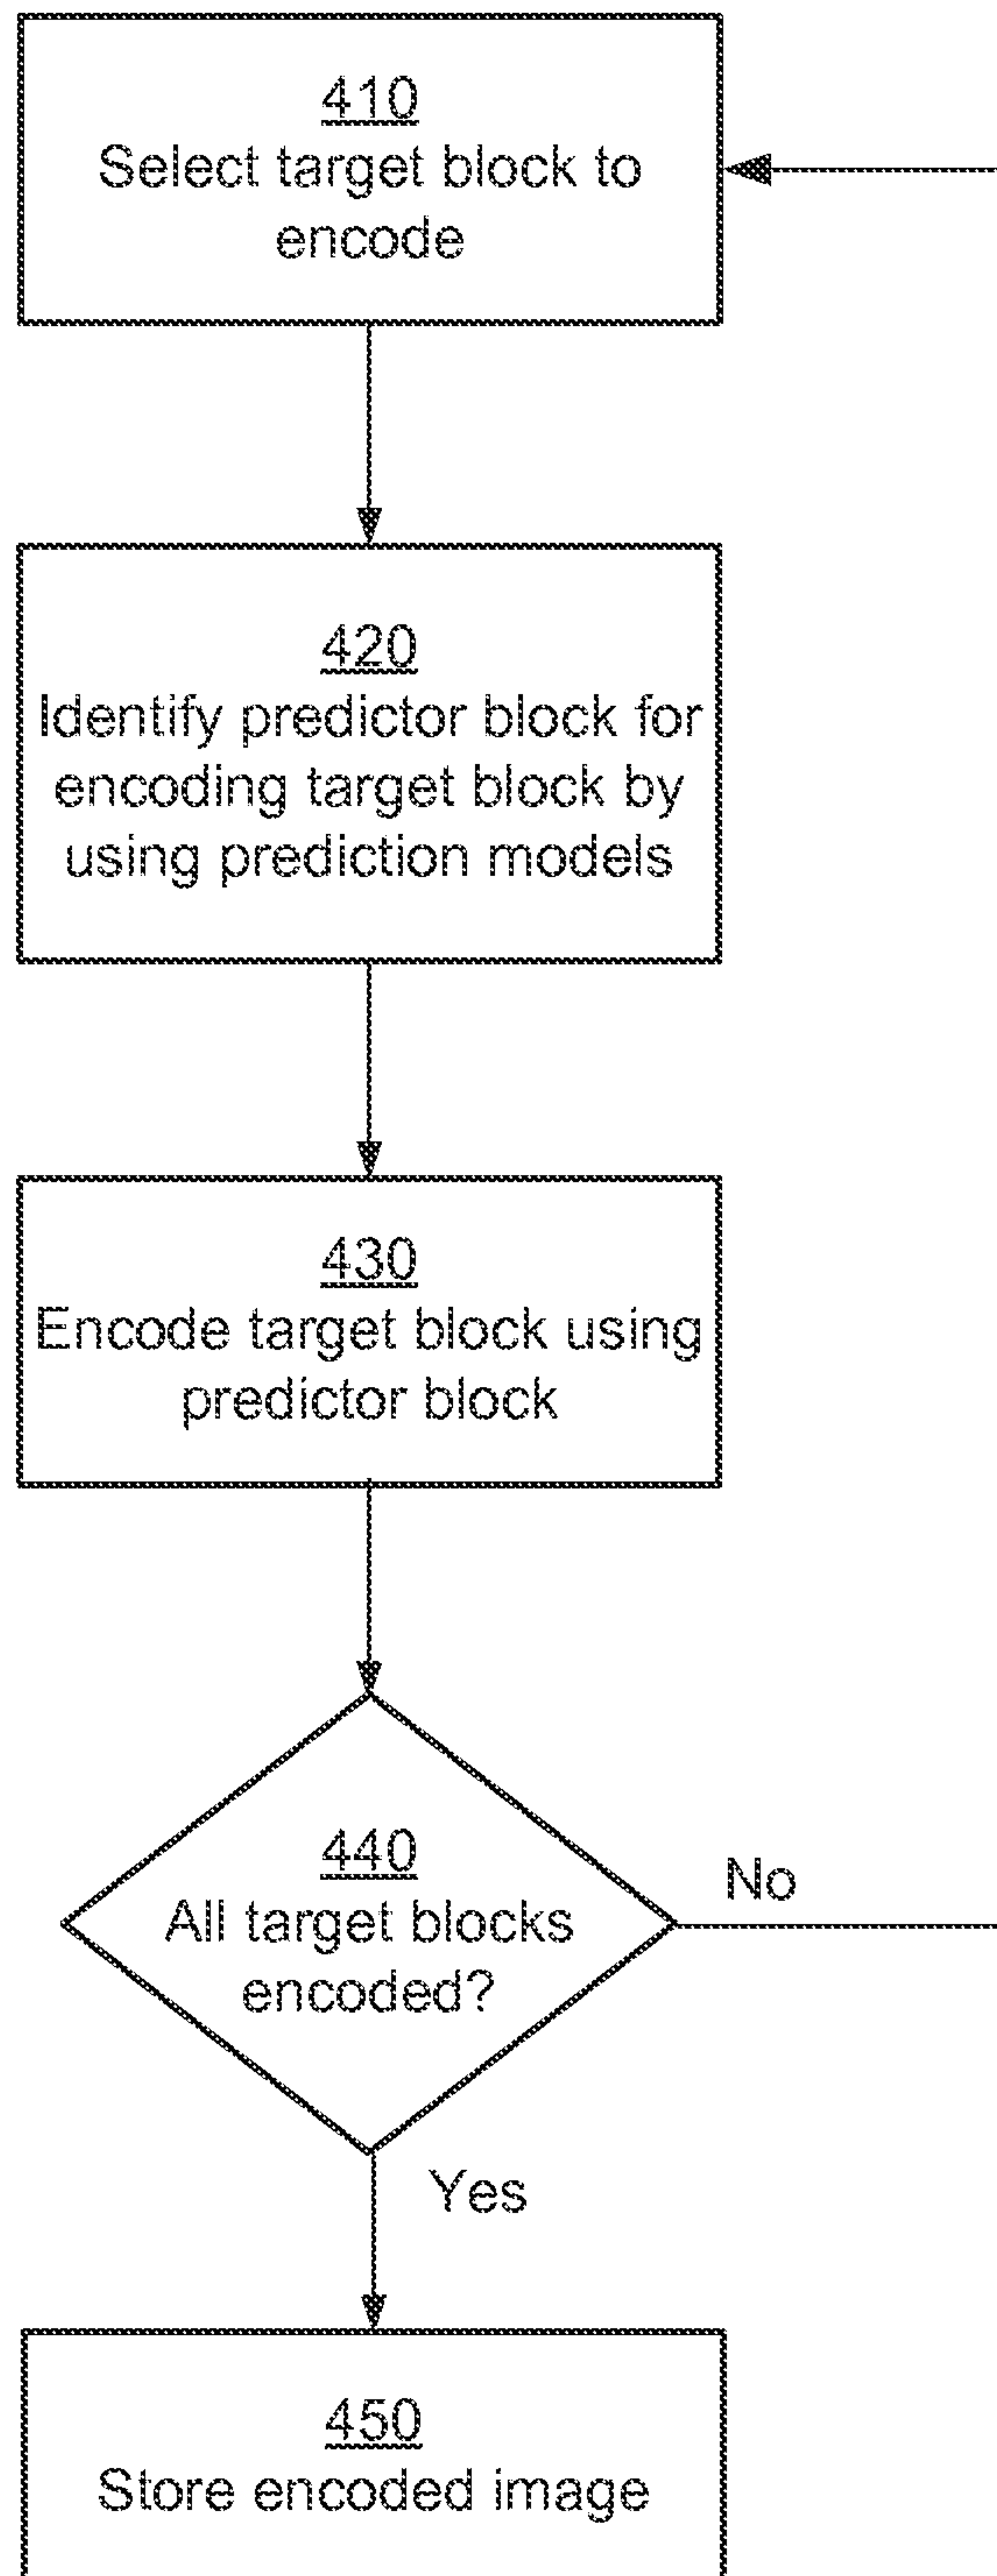 410
Select target block to
encode
420
Identify predictor block for
encoding target block by
using prediction models
430
Encode target block using
predictor block
440
All target blocks
encoded?
No
Yes
450
Store encoded image